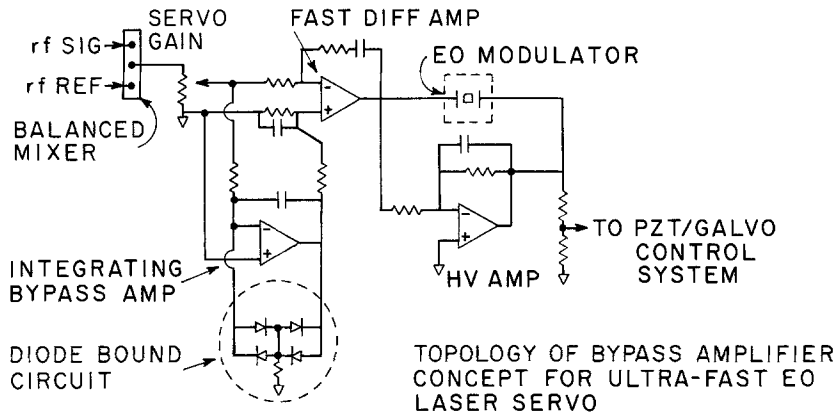 SERVO
GAIN
FAST DIFF AMP
rf SIG
rf REF
BALANCED
MIXER
EO MODULATOR
-
+
-
+
-
+
INTEGRATING
BYPASS AMP
HV AMP
TO PZT/GALVO
CONTROL
SYSTEM
DIODE BOUND
CIRCUIT
TOPOLOGY OF BYPASS AMPLIFIER
CONCEPT FOR ULTRA-FAST EO
LASER SERVO